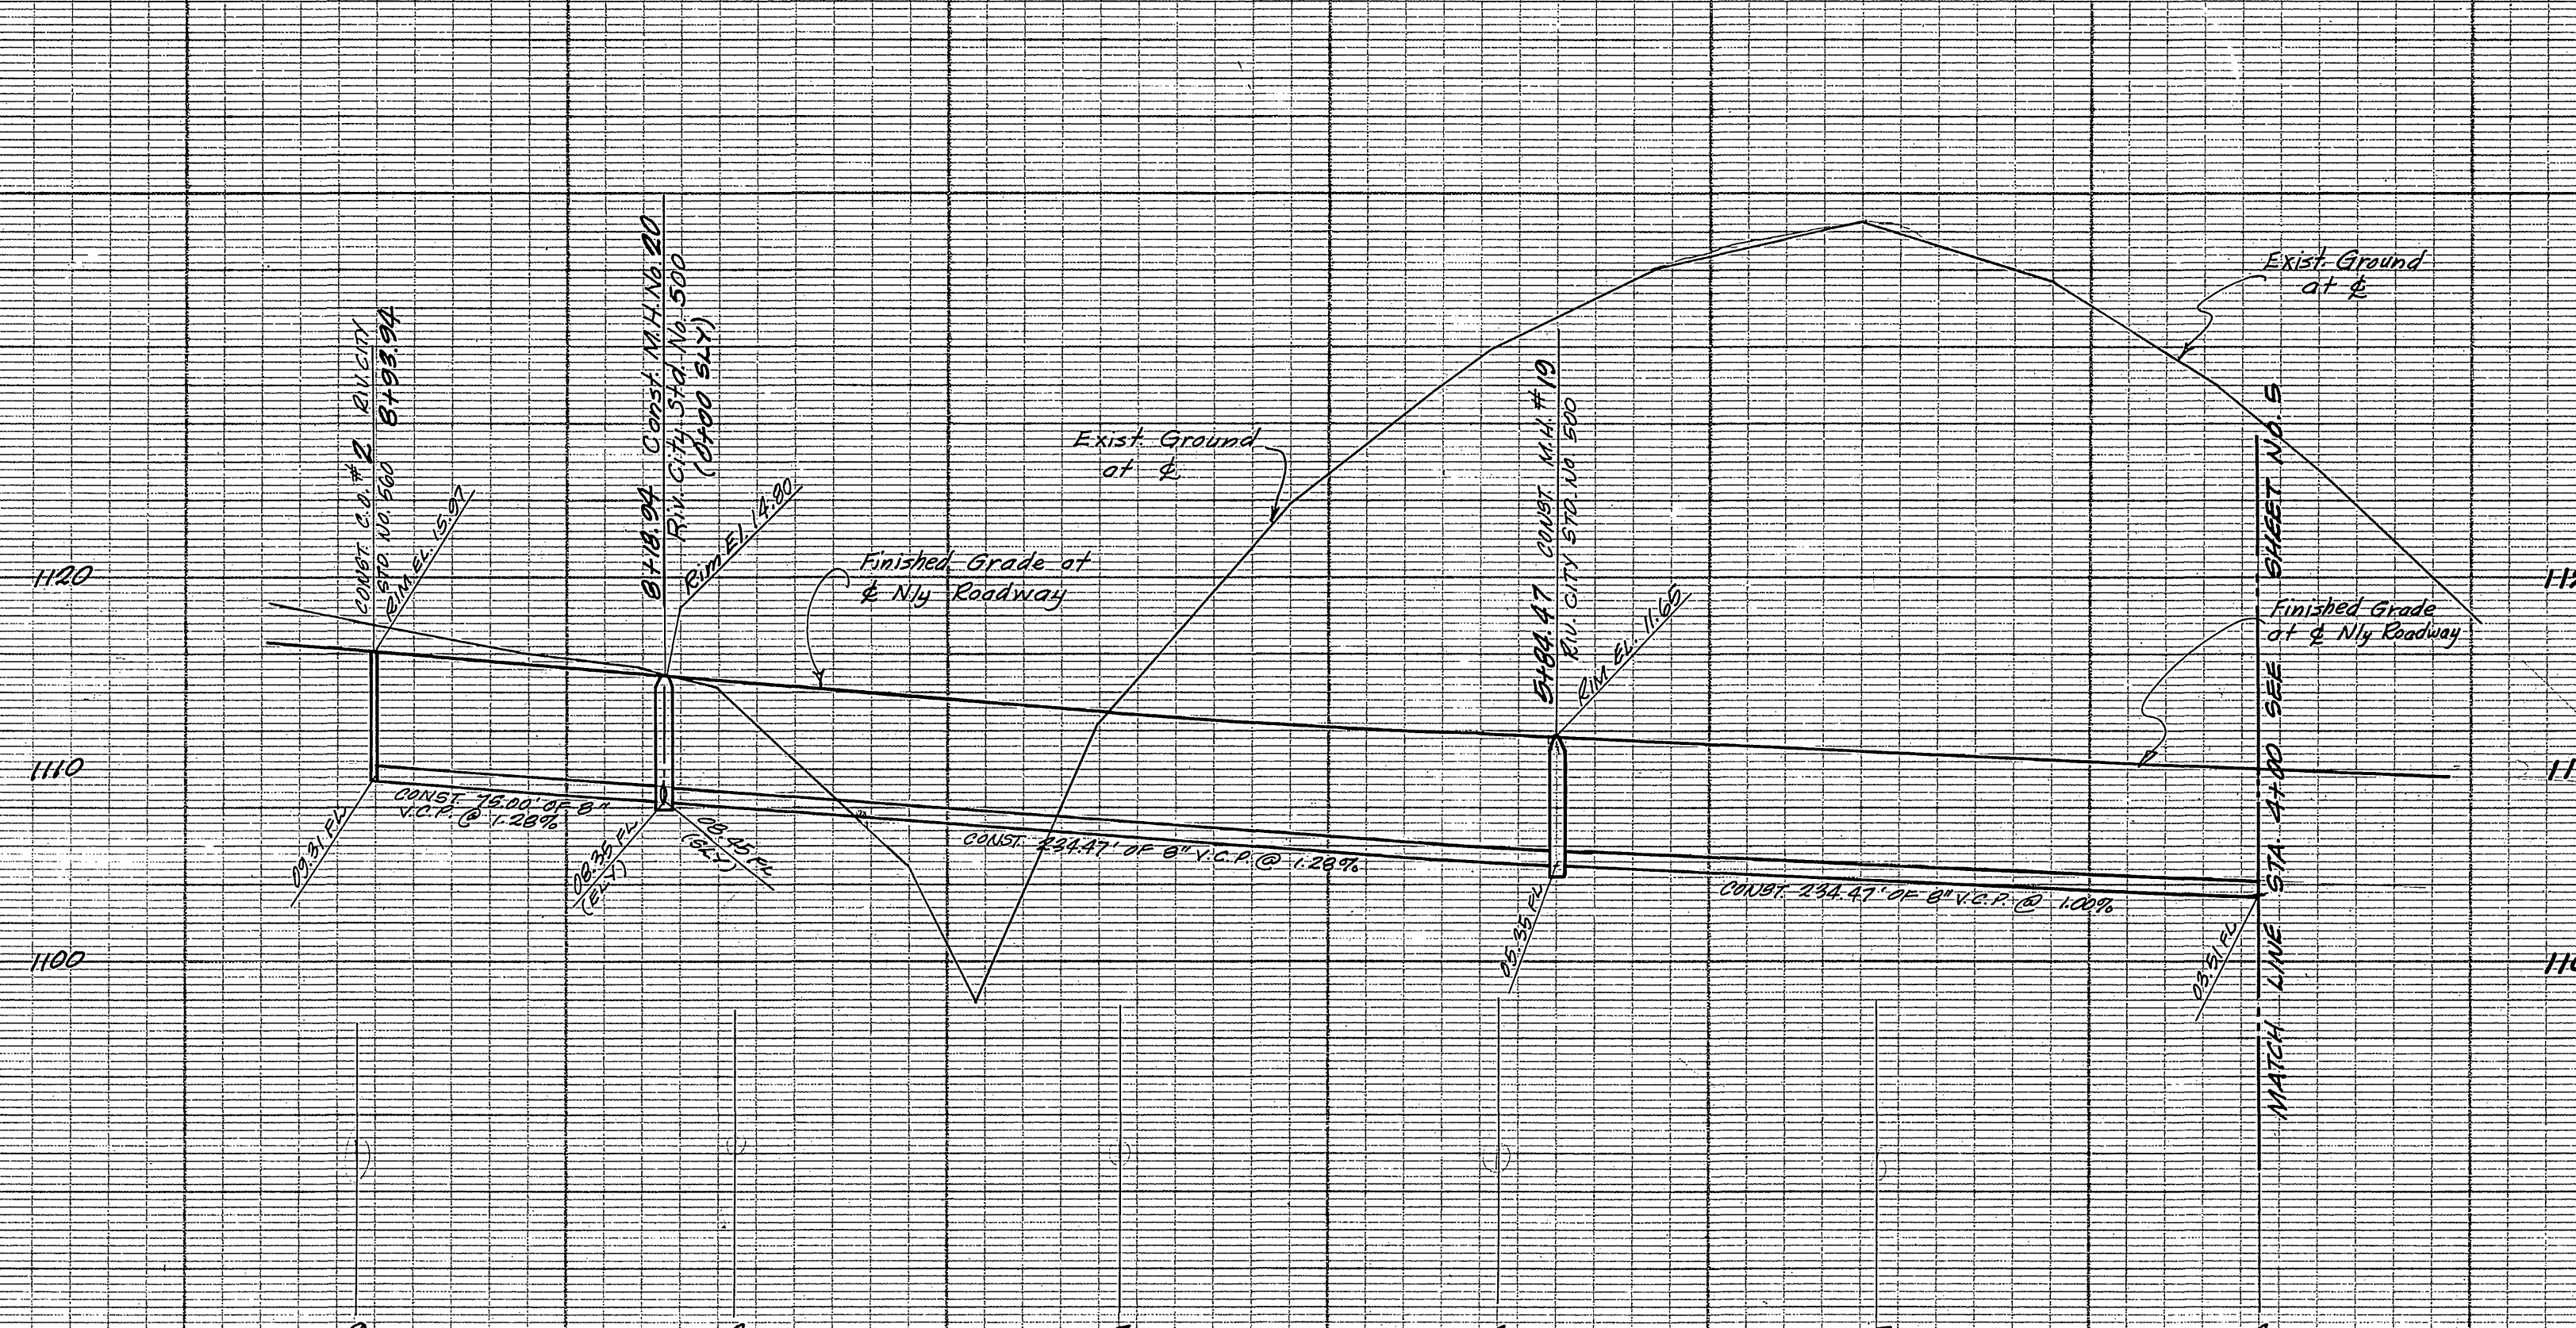 CONST. C.O. #2 RIV. CITY
STD NO. 560 8+93.94
RIM EL. 15.97
8+18.94 Const. M.H. No. 20
Riv. City Std. No. 500
(0+00 SLY)
Rim El. 14.80
Finished Grade at
℄ N/y Roadway
Exist. Ground
at ℄
5+84.47 CONST. M.H. #19
RIV. CITY STD. No 500
RIM EL. 11.65
Exist. Ground
at ℄
Finished Grade
at ℄ N/y Roadway
MATCH LINE STA. 4+00 SEE SHEET No. 5
1120
1110
1100
CONST. 75.00' OF 8"
V.C.P. @ 1.28%
09.31 FL
08.35 FL
(ELY)
08.45 FL
(SLY)
CONST. 234.47' OF 8" V.C.P. @ 1.28%
05.35 FL
CONST. 234.47' OF 8" V.C.P. @ 1.00%
03.51 FL